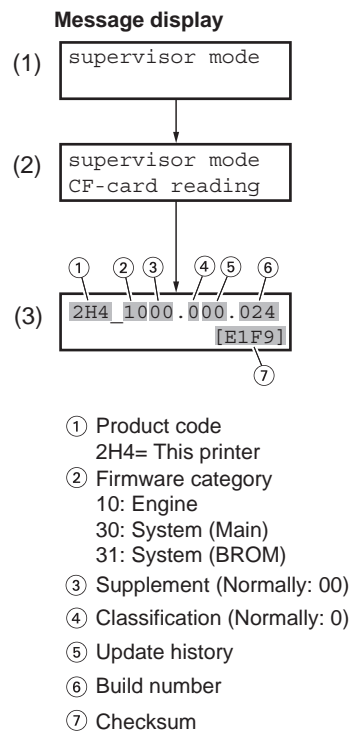 Message display
(1)
supervisor mode
(2)
supervisor mode
CF-card reading
① ② ③ ④ ⑤ ⑥
(3)
2H4_1000.000.024
[E1F9]
⑦
① Product code
2H4= This printer
② Firmware category
10: Engine
30: System (Main)
31: System (BROM)
③ Supplement (Normally: 00)
④ Classification (Normally: 0)
⑤ Update history
⑥ Build number
⑦ Checksum